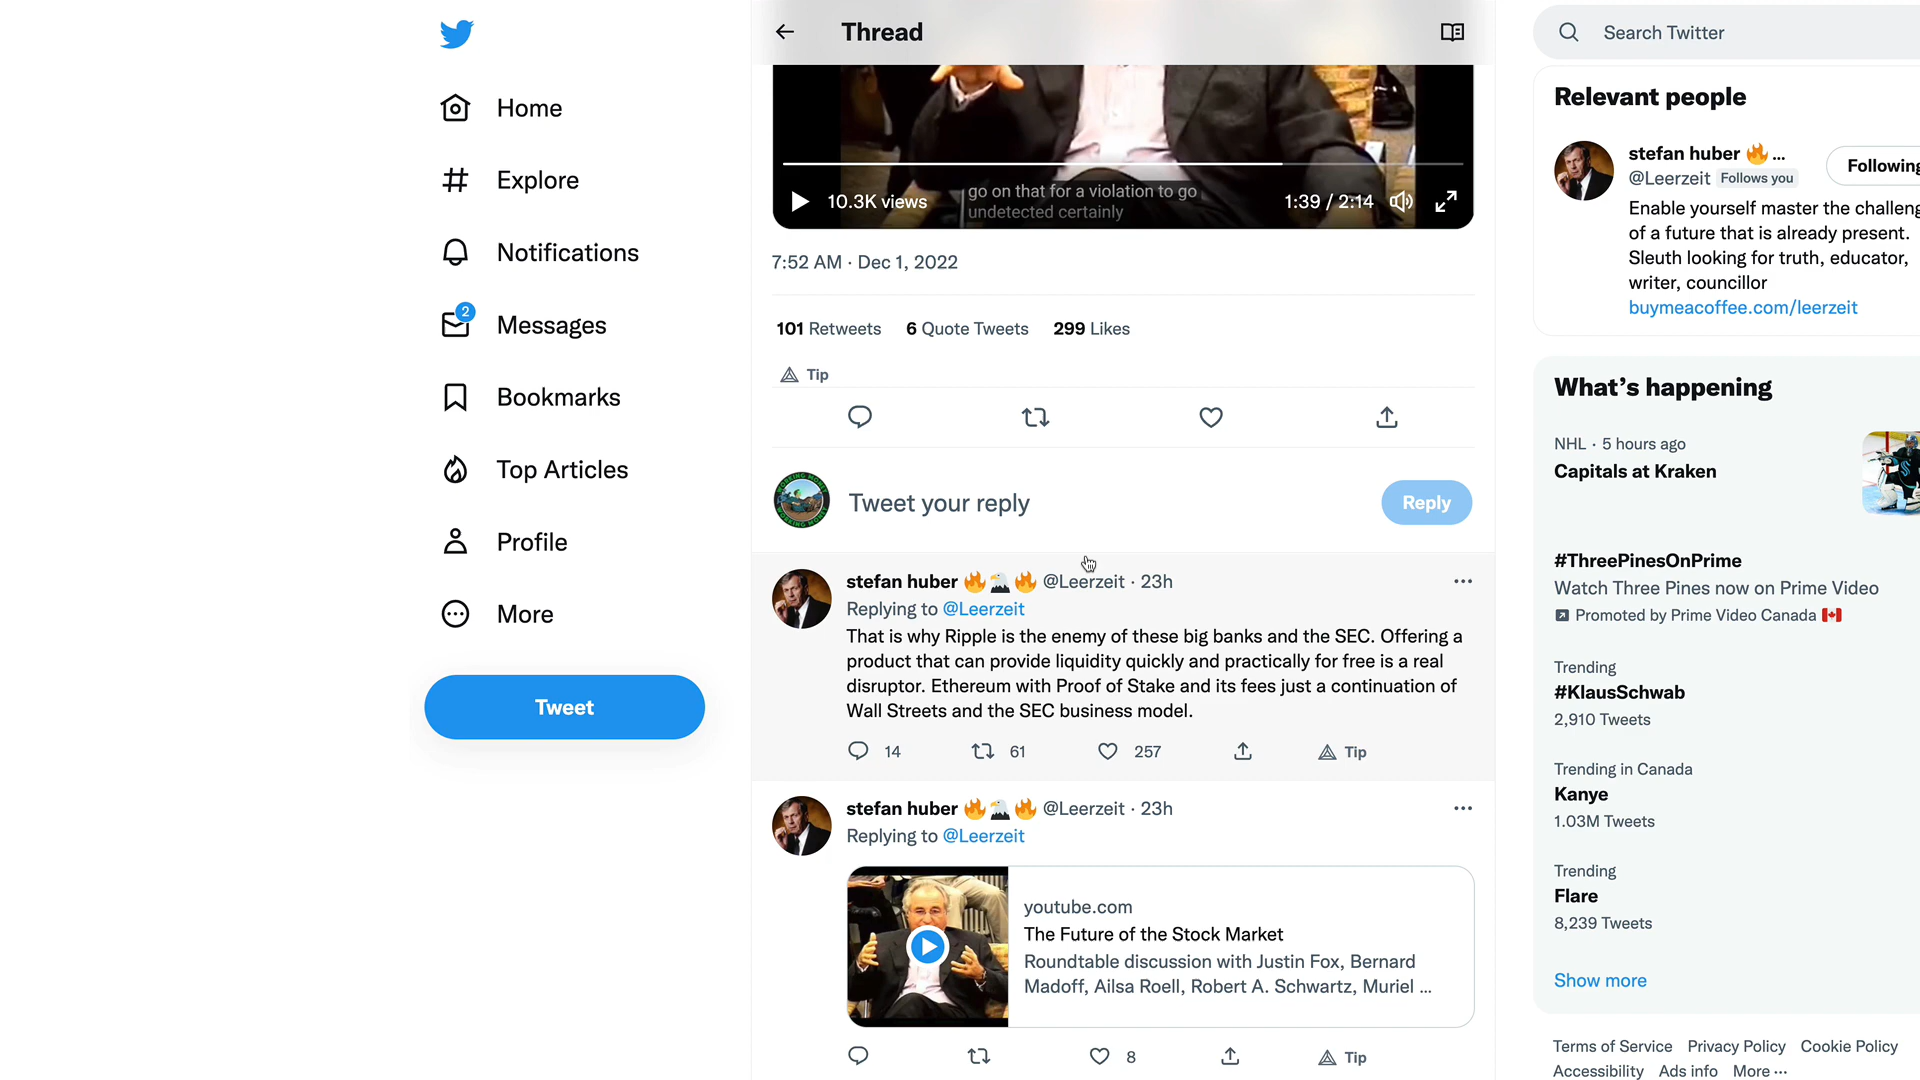 Home
Explore
Notifications
2
Messages
Bookmarks
Top Articles
Profile
More
Tweet
Thread
10.3K views
go on that for a violation to go
undetected certainly
1:39 / 2:14
7:52 AM · Dec 1, 2022
101 Retweets 6 Quote Tweets 299 Likes
Tip
Tweet your reply
Reply
stefan huber 🔥🦅🔥 @Leerzeit · 23h
Replying to @Leerzeit
That is why Ripple is the enemy of these big banks and the SEC. Offering a
product that can provide liquidity quickly and practically for free is a real
disruptor. Ethereum with Proof of Stake and its fees just a continuation of
Wall Streets and the SEC business model.
14 61 257 Tip
stefan huber 🔥🦅🔥 @Leerzeit · 23h
Replying to @Leerzeit
youtube.com
The Future of the Stock Market
Roundtable discussion with Justin Fox, Bernard
Madoff, Ailsa Roell, Robert A. Schwartz, Muriel ...
8 Tip
Search Twitter
Relevant people
stefan huber 🔥...
@Leerzeit Follows you
Following
Enable yourself master the challeng
of a future that is already present.
Sleuth looking for truth, educator,
writer, councillor
buymeacoffee.com/leerzeit
What's happening
NHL · 5 hours ago
Capitals at Kraken
#ThreePinesOnPrime
Watch Three Pines now on Prime Video
Promoted by Prime Video Canada 🇨🇦
Trending
#KlausSchwab
2,910 Tweets
Trending in Canada
Kanye
1.03M Tweets
Trending
Flare
8,239 Tweets
Show more
Terms of Service Privacy Policy Cookie Policy
Accessibility Ads info More ...